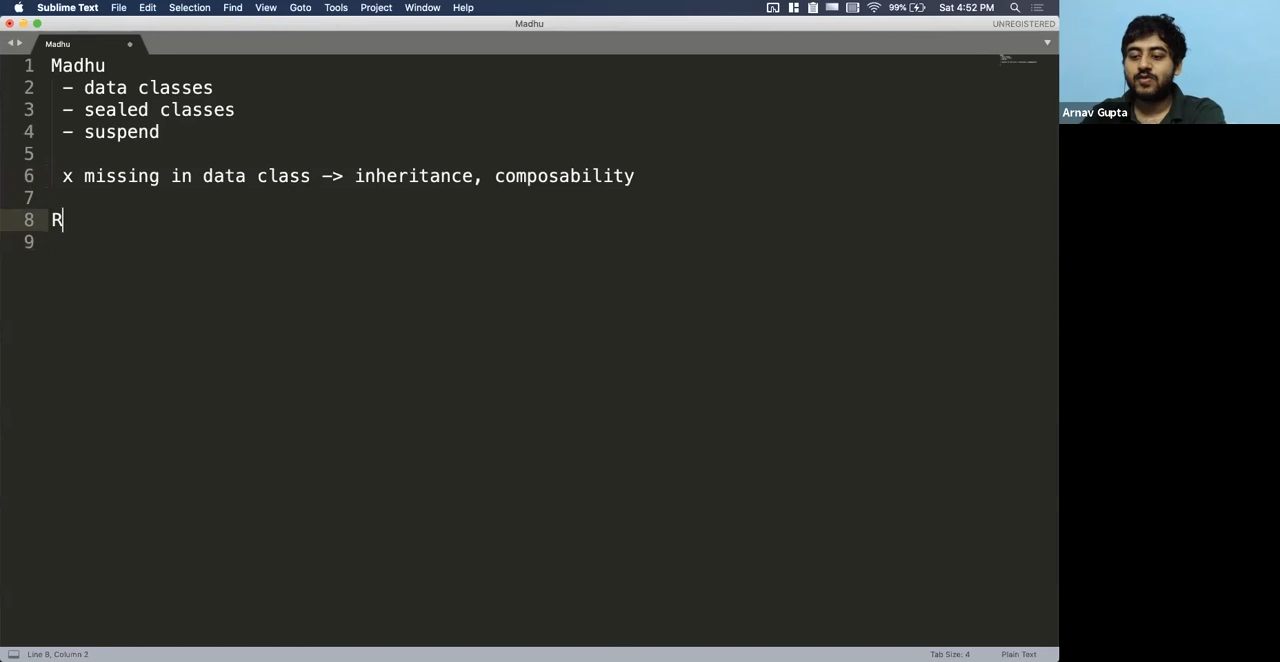 Sublime Text File Edit Selection Find View Goto Tools Project Window Help 99% Sat 4:52 PM
Madhu UNREGISTERED
Madhu
1 Madhu
2 - data classes
3 - sealed classes
4 - suspend
5
6 x missing in data class -> inheritance, composability
7
8 R
9
Line 8, Column 2 Tab Size: 4 Plain Text
Arnav Gupta